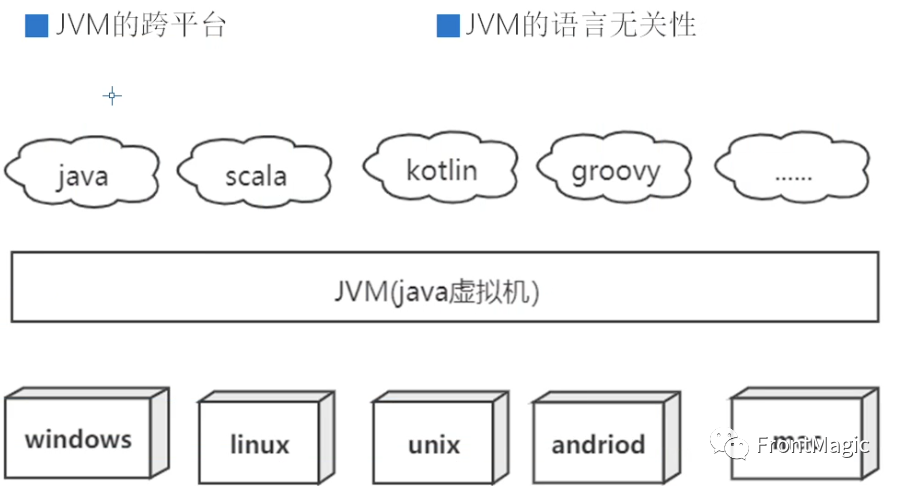 JVM的跨平台
JVM的语言无关性
java
scala
kotlin
groovy
......
JVM(java虚拟机)
windows
linux
unix
andriod
mac
FrontMagic